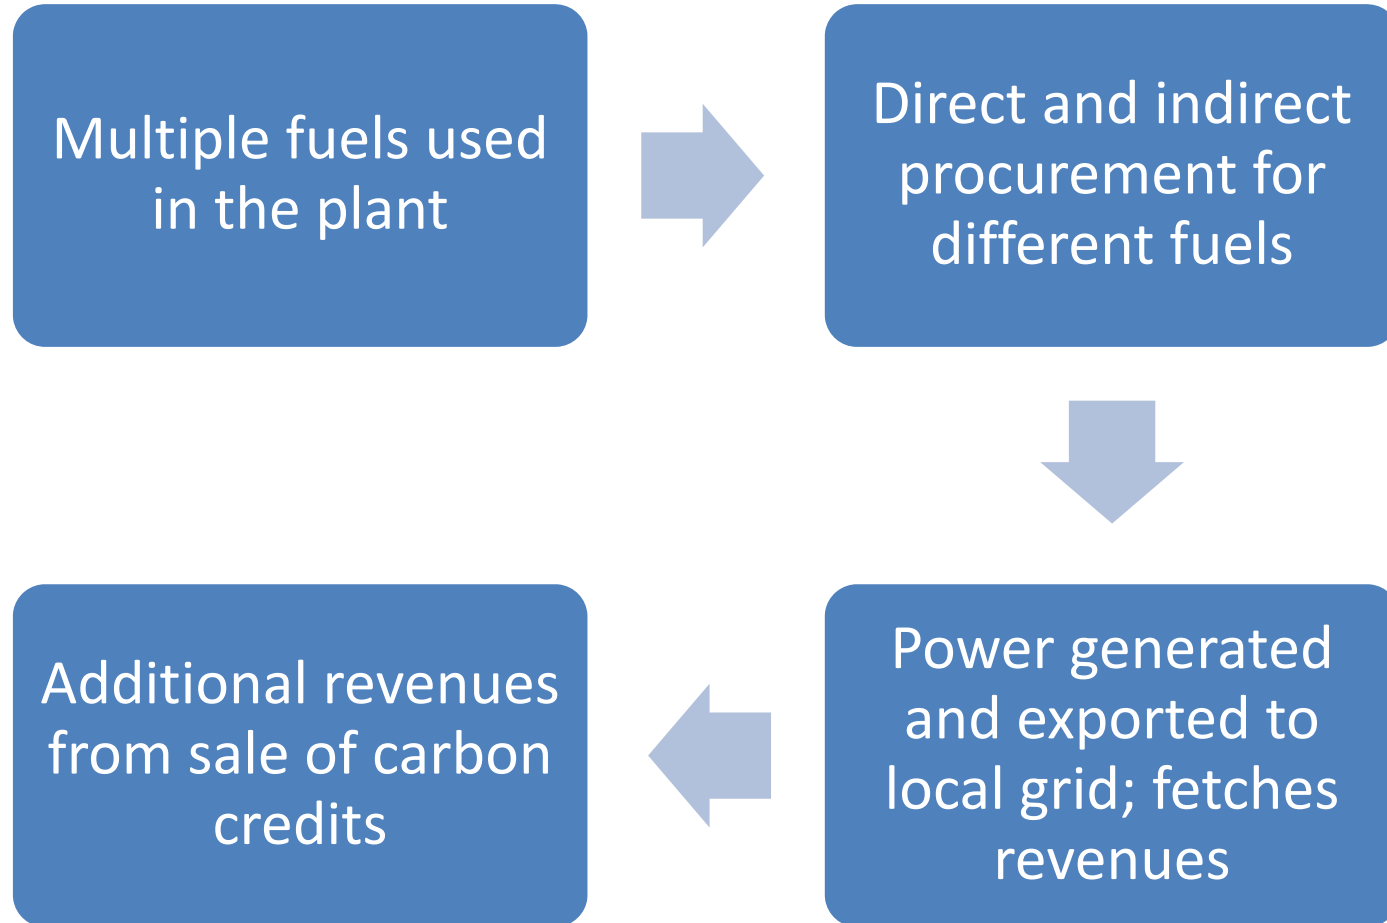 Multiple fuels used
in the plant
Direct and indirect
procurement for
different fuels
Power generated
and exported to
local grid; fetches
revenues
Additional revenues
from sale of carbon
credits